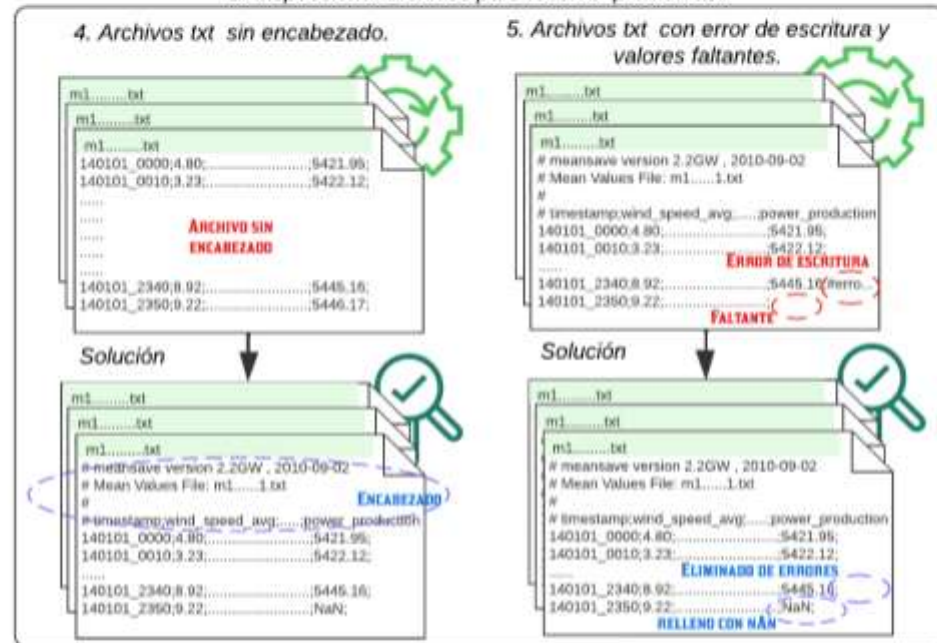 4. Archivos txt sin encabezado.
m1........txt
m1........txt
m1........txt
140101_0000;4.80;........................;5421.95;
140101_0010;3.23;........................;5422.12;
.....
.....
.....
.....
.....
ARCHIVO SIN
ENCABEZADO
140101_2340;8.92;........................;5445.16;
140101_2350;9.22;........................;5446.17;
Solución
m1........txt
m1........txt
m1........txt
# meansave version 2.2GW , 2010-09-02
# Mean Values File: m1......1.txt
#
ENCABEZADO
# timestamp;wind_speed_avg;.....;power_production
140101_0000;4.80;........................;5421.95;
140101_0010;3.23;........................;5422.12;
.....
140101_2340;8.92;........................;5445.16;
140101_2350;9.22;........................;NaN;
5. Archivos txt con error de escritura y
valores faltantes.
m1........txt
m1........txt
m1........txt
# meansave version 2.2GW , 2010-09-02
# Mean Values File: m1......1.txt
#
# timestamp;wind_speed_avg;.....;power_production
140101_0000;4.80;........................;5421.95;
140101_0010;3.23;........................;5422.12;
.....
ERROR DE ESCRITURA
140101_2340;8.92;........................;5445.16;#erro...
140101_2350;9.22;........................;
FALTANTE
Solución
m1........txt
m1........txt
m1........txt
# meansave version 2.2GW , 2010-09-02
# Mean Values File: m1......1.txt
#
# timestamp;wind_speed_avg;.....;power_production
140101_0000;4.80;........................;5421.95;
140101_0010;3.23;........................;5422.12;
.....
ELIMINADO DE ERRORES
140101_2340;8.92;........................;5445.16;
140101_2350;9.22;........................;NaN;
RELLENO CON NAN